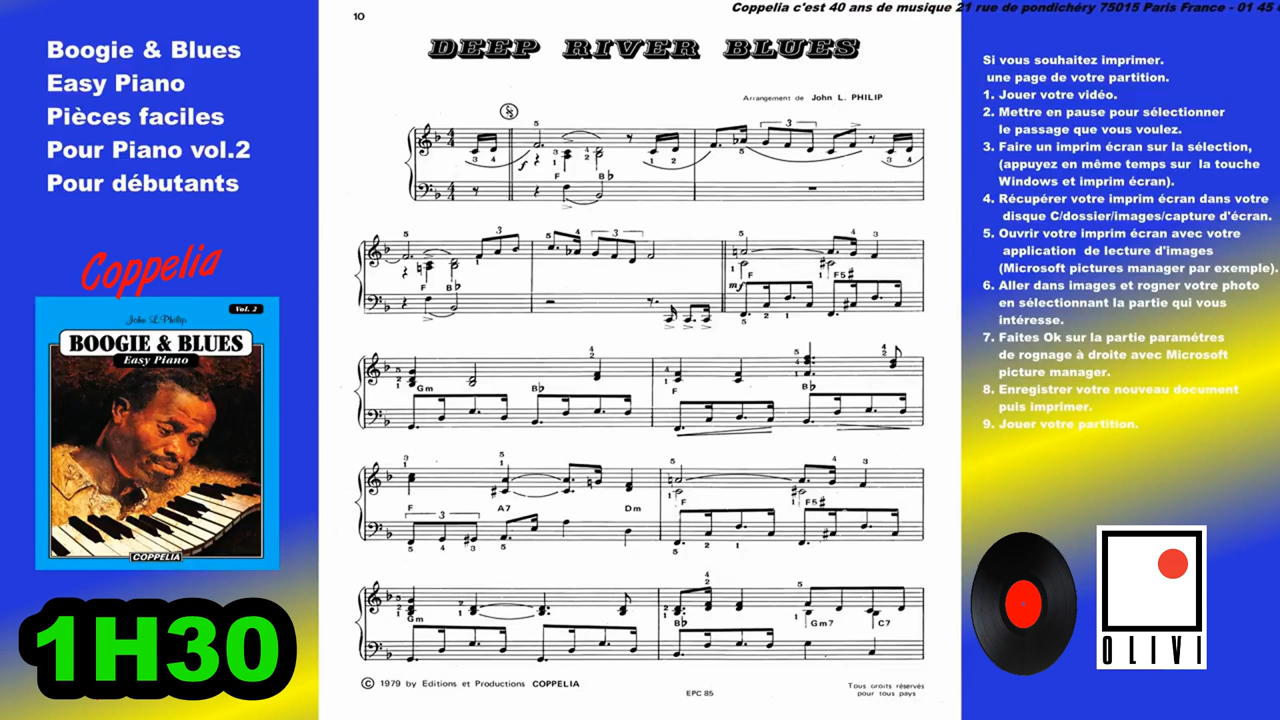 Coppelia c'est 40 ans de musique 21 rue de pondichéry 75015 Paris France - 01 45
Boogie & Blues
Easy Piano
Pièces faciles
Pour Piano vol.2
Pour débutants
Coppelia
Vol. 2
John L. Philip
BOOGIE & BLUES
Easy Piano
COPPELIA
1H30
10
DEEP RIVER BLUES
Arrangement de John L. PHILIP
F B♭
F B♭ mf F F5#
Gm B♭ F B♭
F A7 Dm F F5#
Gm B♭ Gm7 C7
© 1979 by Editions et Productions COPPELIA
EPC 85
Tous droits réservés
pour tous pays
Si vous souhaitez imprimer.
une page de votre partition.
1. Jouer votre vidéo.
2. Mettre en pause pour sélectionner
le passage que vous voulez.
3. Faire un imprim écran sur la sélection,
(appuyez en même temps sur la touche
Windows et imprim écran).
4. Récupérer votre imprim écran dans votre
disque C/dossier/images/capture d'écran.
5. Ouvrir votre imprim écran avec votre
application de lecture d'images
(Microsoft pictures manager par exemple).
6. Aller dans images et rogner votre photo
en sélectionnant la partie qui vous
intéresse.
7. Faites Ok sur la partie paramétres
de rognage à droite avec Microsoft
picture manager.
8. Enregistrer votre nouveau document
puis imprimer.
9. Jouer votre partition.
OLIVI